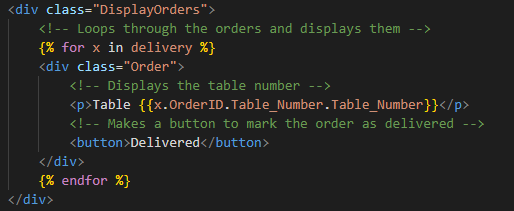 <div class="DisplayOrders">
    <!-- Loops through the orders and displays them -->
    {% for x in delivery %}
    <div class="Order">
        <!-- Displays the table number -->
        <p>Table {{x.OrderID.Table_Number.Table_Number}}</p>
        <!-- Makes a button to mark the order as delivered -->
        <button>Delivered</button>
    </div>
    {% endfor %}
</div>